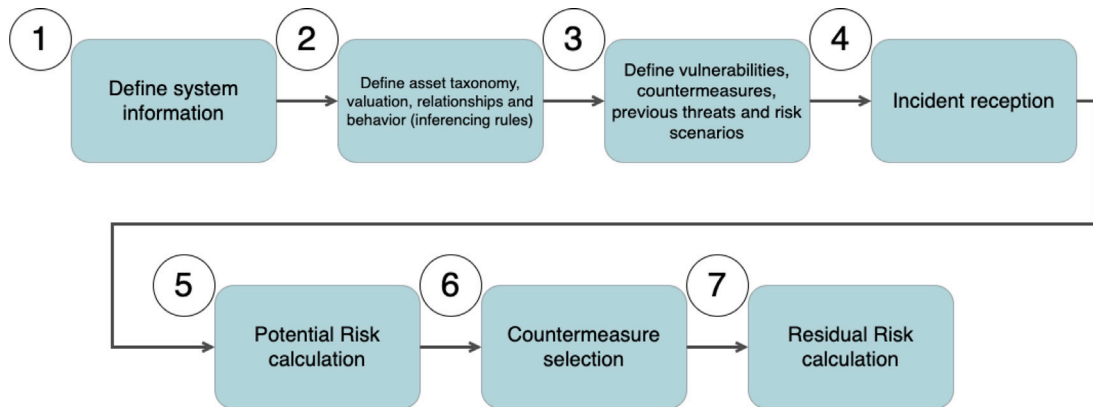 1
Define system
information
2
Define asset taxonomy,
valuation, relationships and
behavior (inferencing rules)
3
Define vulnerabilities,
countermeasures,
previous threats and risk
scenarios
4
Incident reception
5
Potential Risk
calculation
6
Countermeasure
selection
7
Residual Risk
calculation